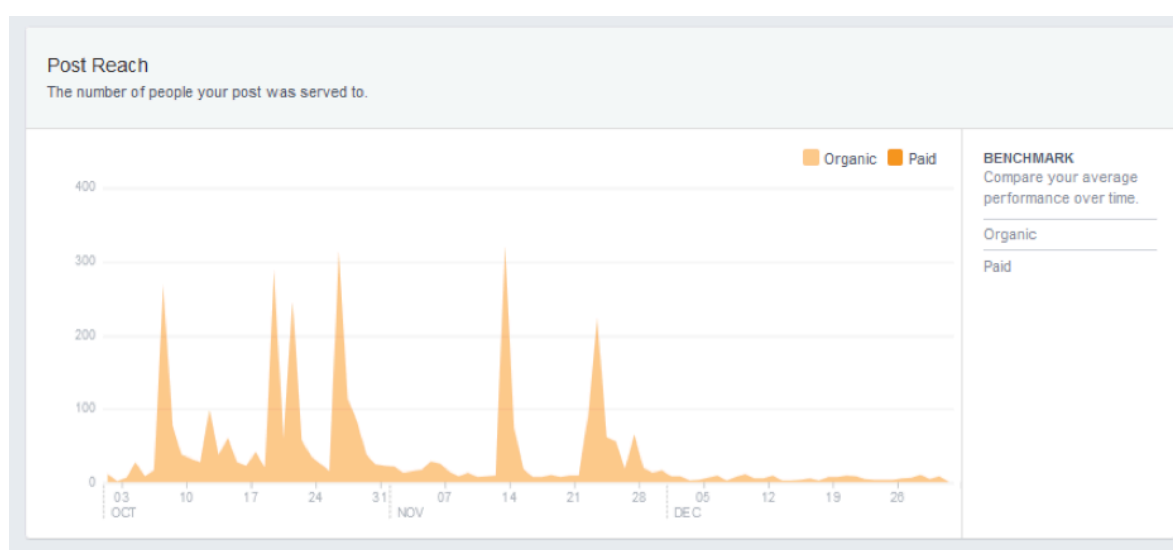 Post Reach
The number of people your post was served to.
Organic Paid
BENCHMARK
Compare your average
performance over time.
Organic
Paid
400
300
200
100
0
03 10 17 24 31 07 14 21 28 05 12 19 26
OCT NOV DEC